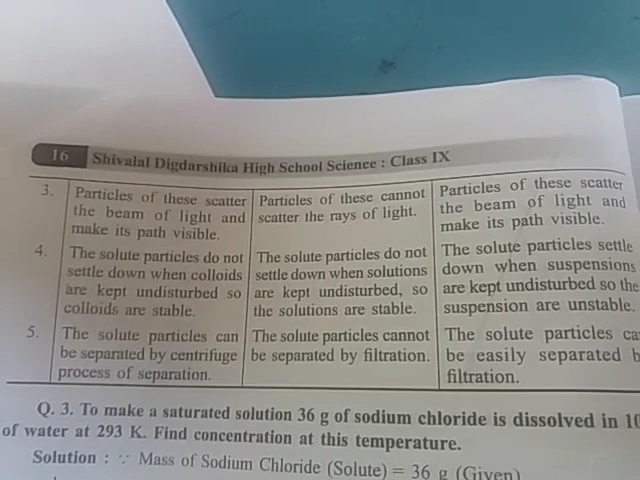 16 Shivalal Digdarshika High School Science : Class IX
3. Particles of these scatter
the beam of light and
make its path visible.
Particles of these cannot
scatter the rays of light.
Particles of these scatter
the beam of light and
make its path visible.
4. The solute particles do not
settle down when colloids
are kept undisturbed so
colloids are stable.
The solute particles do not
settle down when solutions
are kept undisturbed, so
the solutions are stable.
The solute particles settle
down when suspensions
are kept undisturbed so the
suspension are unstable.
5. The solute particles can
be separated by centrifuge
process of separation.
The solute particles cannot
be separated by filtration.
The solute particles
be easily separated
filtration.
Q. 3. To make a saturated solution 36 g of sodium chloride is dissolved in
of water at 293 K. Find concentration at this temperature.
Solution : ∵ Mass of Sodium Chloride (Solute) = 36 g (Given)